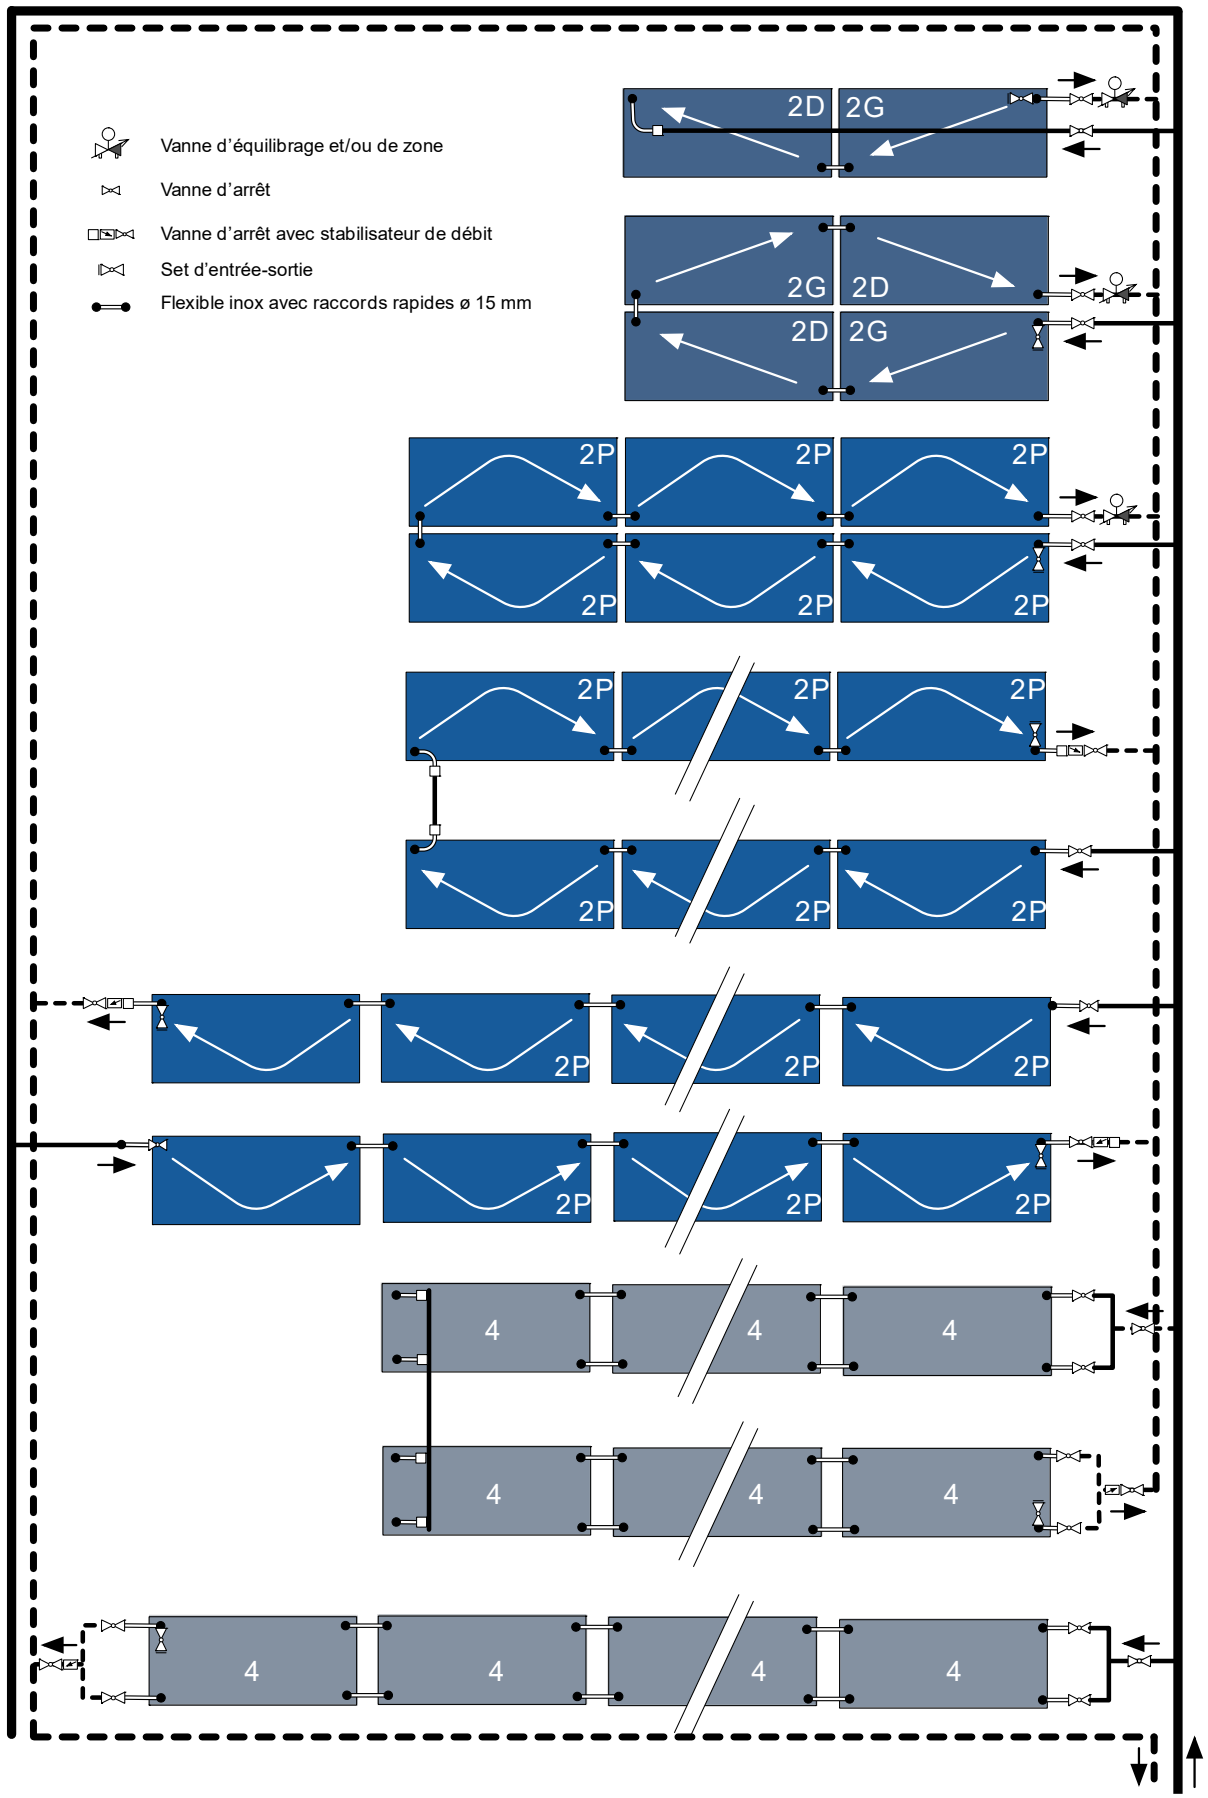 2D 2G
Vanne d'équilibrage et/ou de zone
Vanne d'arrêt
Vanne d'arrêt avec stabilisateur de débit
Set d'entrée-sortie
Flexible inox avec raccords rapides ø 15 mm
2G 2D
2D 2G
2P 2P 2P
2P 2P 2P
2P 2P 2P
2P 2P 2P
2P 2P 2P
2P 2P 2P
4 4 4
4 4 4
4 4 4 4